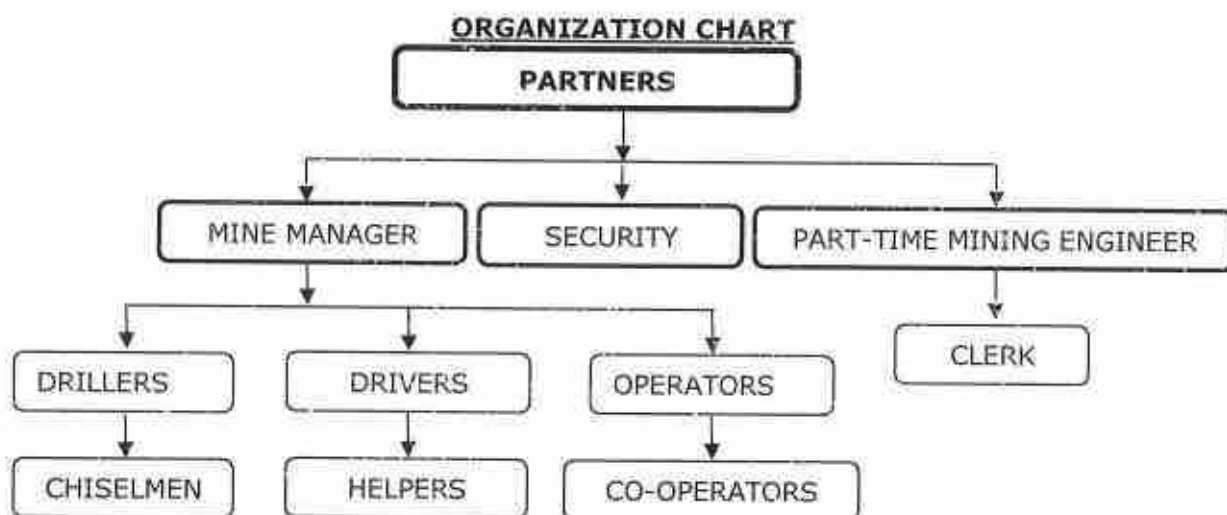 ORGANIZATION CHART
PARTNERS
MINE MANAGER
SECURITY
PART-TIME MINING ENGINEER
CLERK
DRILLERS
DRIVERS
OPERATORS
CHISELMEN
HELPERS
CO-OPERATORS